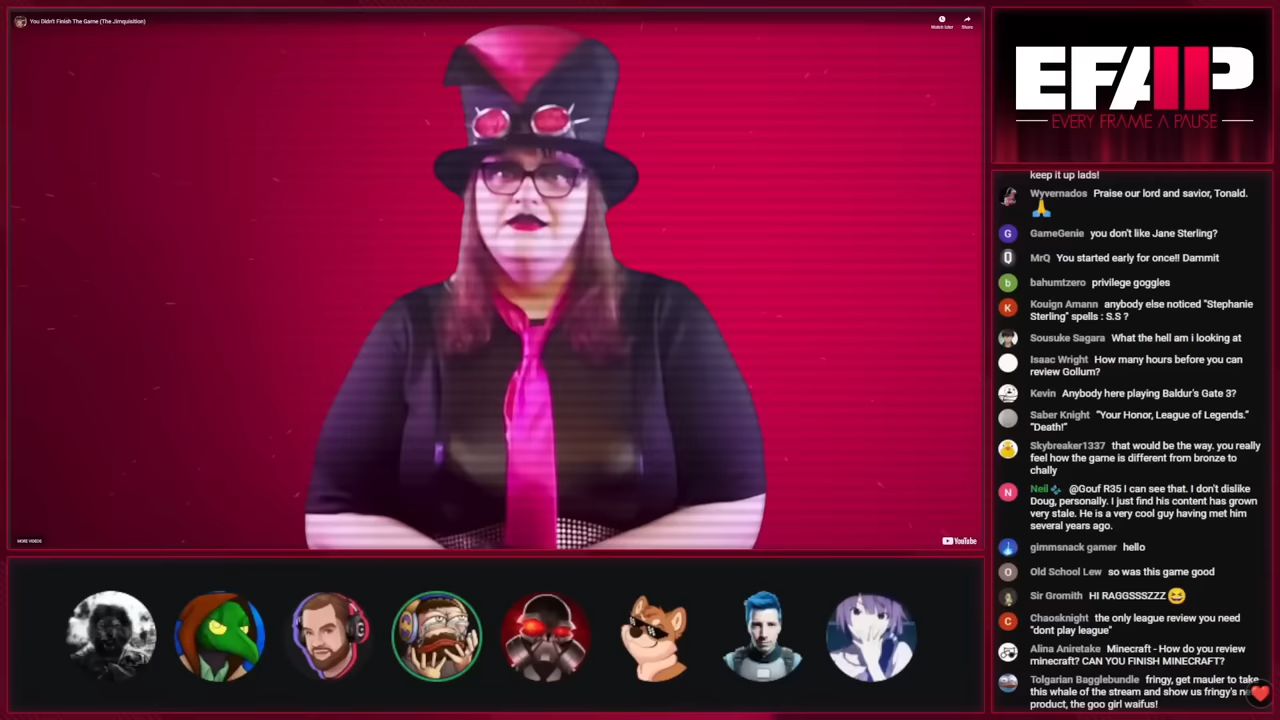 You Didn't Finish The Game (The Jimquisition)
Watch later
Share
MORE VIDEOS
YouTube
EFAP
EVERY FRAME A PAUSE
keep it up lads!
Wyvernados Praise our lord and savior, Tonald.
🙏
G
GameGenie you don't like Jane Sterling?
MrQ You started early for once!! Dammit
b
bahumtzero privilege goggles
K
Kouign Amann anybody else noticed "Stephanie
Sterling" spells : S.S ?
Sousuke Sagara What the hell am i looking at
Isaac Wright How many hours before you can
review Gollum?
Kevin Anybody here playing Baldur's Gate 3?
Saber Knight "Your Honor, League of Legends."
"Death!"
Skybreaker1337 that would be the way. you really
feel how the game is different from bronze to
chally
N
Neil @Gouf R35 I can see that. I don't dislike
Doug, personally. I just find his content has grown
very stale. He is a very cool guy having met him
several years ago.
gimmsnack gamer hello
O
Old School Lew so was this game good
Sir Gromith HI RAGGSSSZZZ 😆
C
Chaosknight the only league review you need
"dont play league"
Alina Aniretake Minecraft - How do you review
minecraft? CAN YOU FINISH MINECRAFT?
Tolgarian Bagglebundle fringy, get mauler to take
this whale of the stream and show us fringy's
product, the goo girl waifus!